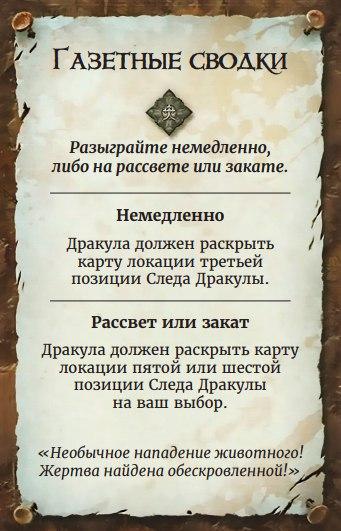 Газетные сводки
Разыграйте немедленно,
либо на рассвете или закате.
Немедленно
Дракула должен раскрыть
карту локации третьей
позиции Следа Дракулы.
Рассвет или закат
Дракула должен раскрыть карту
локации пятой или шестой
позиции Следа Дракулы
на ваш выбор.
«Необычное нападение животного!
Жертва найдена обескровленной!»